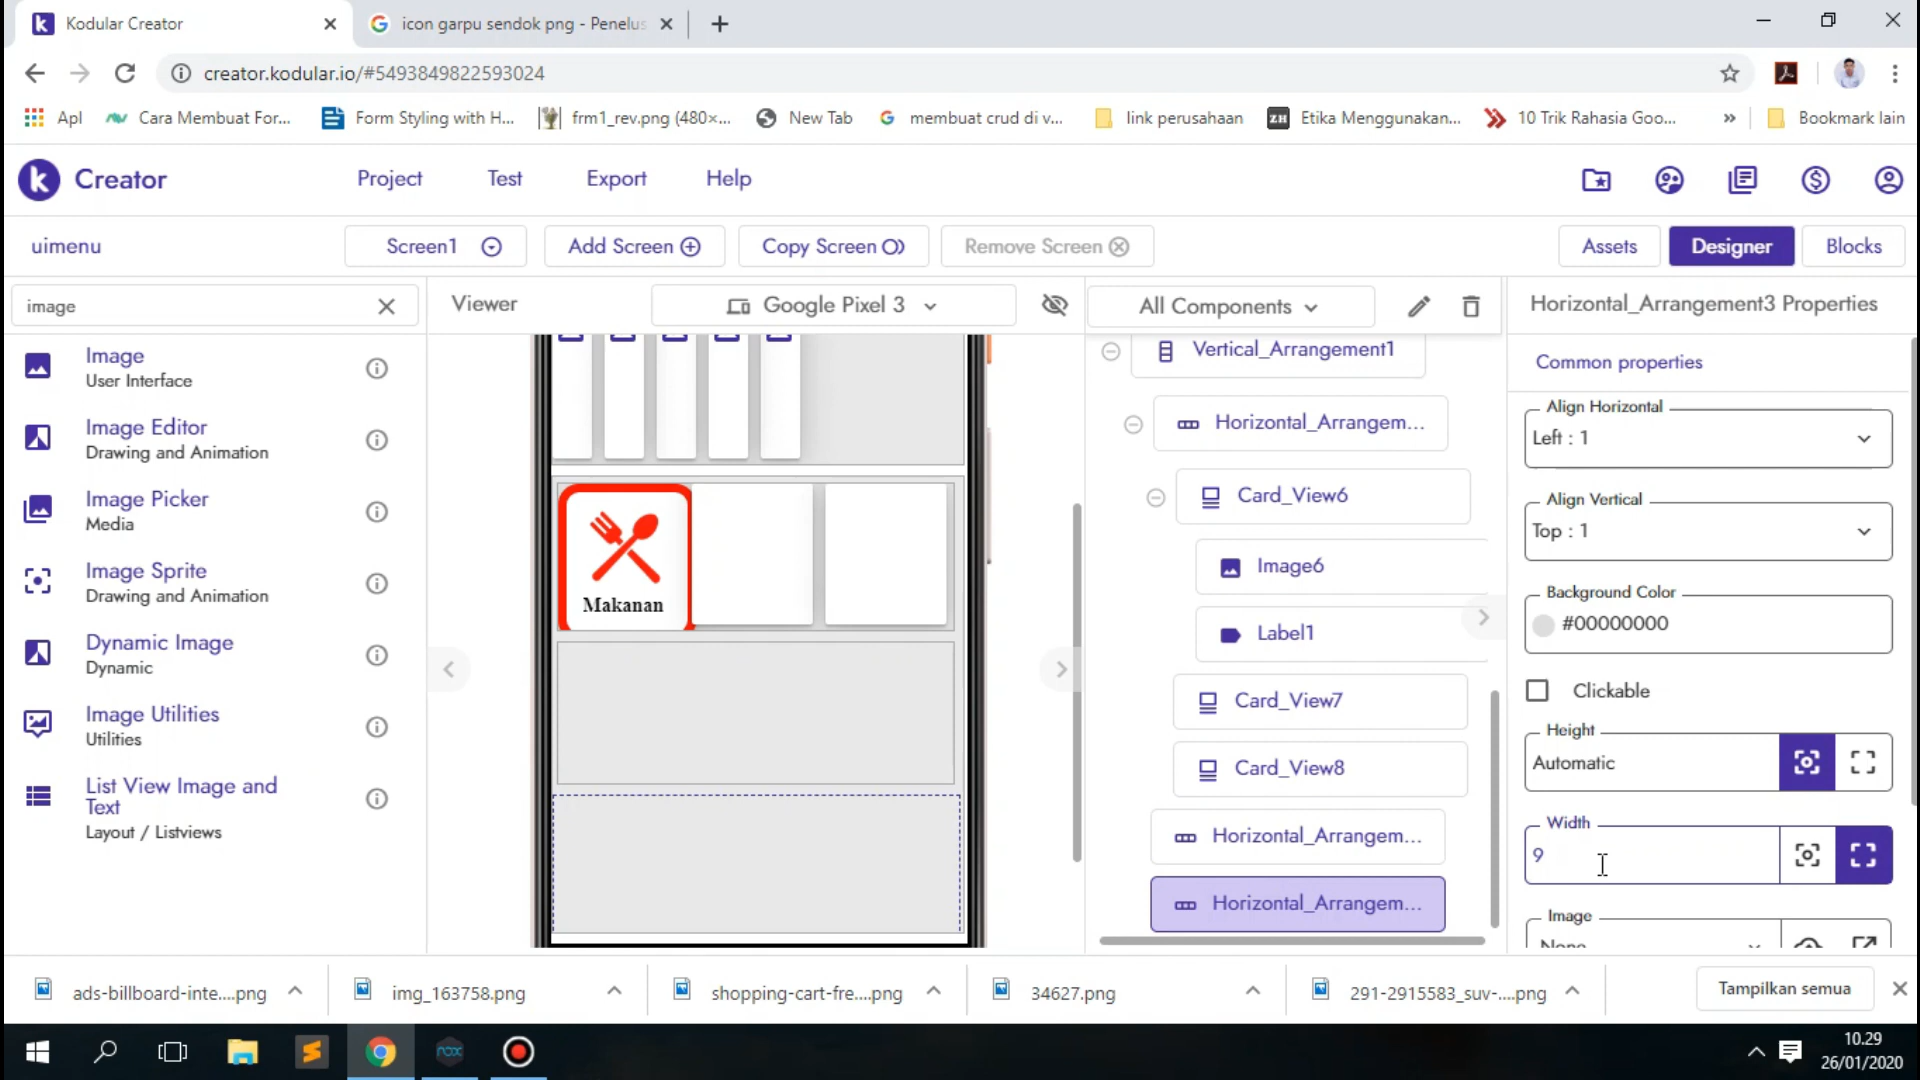 Kodular Creator
icon garpu sendok png - Penelus
creator.kodular.io/#5493849822593024
Apl
Cara Membuat For...
Form Styling with H...
frm1_rev.png (480×...
New Tab
membuat crud di v...
link perusahaan
ZH
Etika Menggunakan...
10 Trik Rahasia Goo...
»
Bookmark lain
Creator
Project
Test
Export
Help
uimenu
Screen1
Add Screen
Copy Screen
Remove Screen
Assets
Designer
Blocks
image
Viewer
Google Pixel 3
All Components
Horizontal_Arrangement3 Properties
Image
User Interface
Image Editor
Drawing and Animation
Image Picker
Media
Image Sprite
Drawing and Animation
Dynamic Image
Dynamic
Image Utilities
Utilities
List View Image and
Text
Layout / Listviews
Makanan
Vertical_Arrangement1
Horizontal_Arrangem...
Card_View6
Image6
Label1
Card_View7
Card_View8
Horizontal_Arrangem...
Horizontal_Arrangem...
Common properties
Align Horizontal
Left : 1
Align Vertical
Top : 1
Background Color
#00000000
Clickable
Height
Automatic
Width
9
Image
None
ads-billboard-inte....png
img_163758.png
shopping-cart-fre....png
34627.png
291-2915583_suv-....png
Tampilkan semua
nox
10.29
26/01/2020